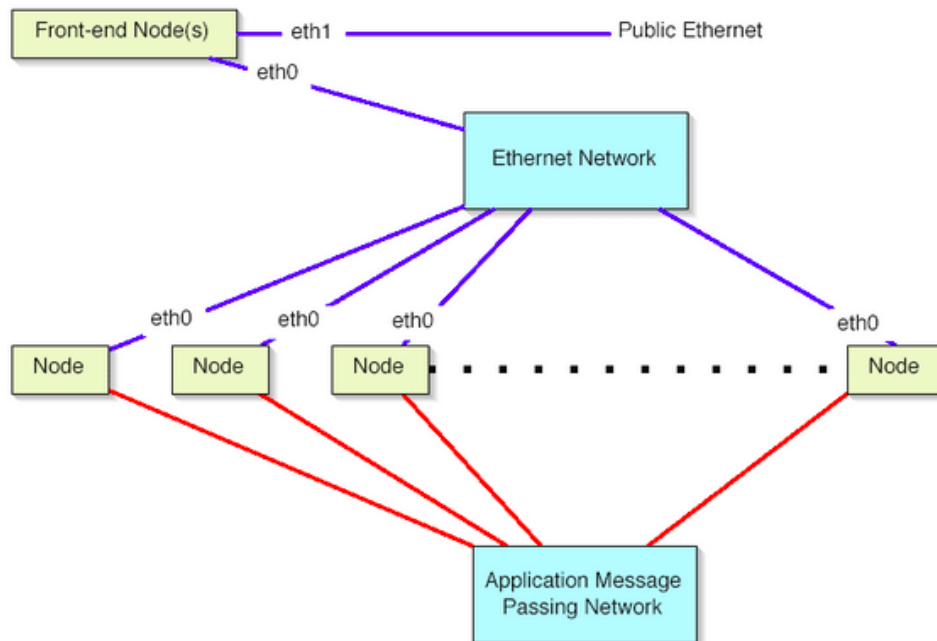 Front-end Node(s)
eth1
Public Ethernet
eth0
Ethernet Network
eth0
eth0
eth0
eth0
Node
Node
Node
Node
Application Message
Passing Network